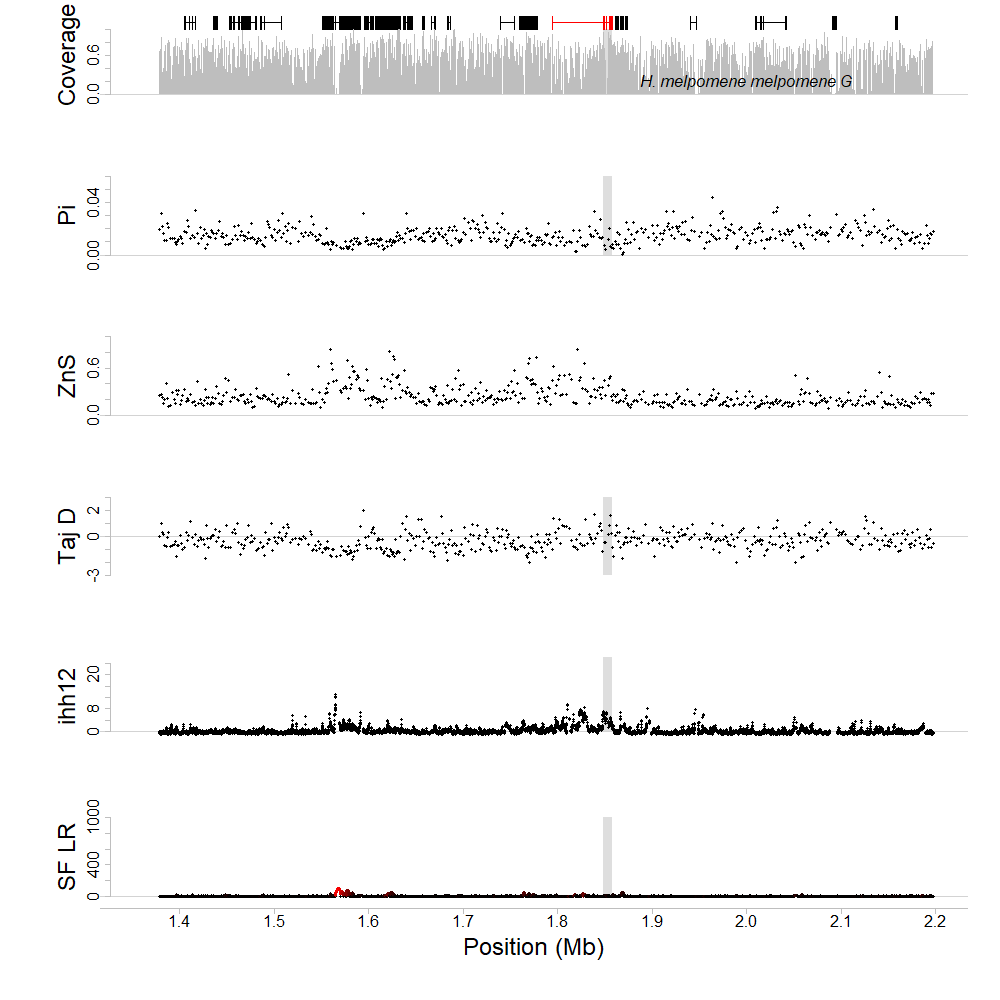 Coverage
0.0
0.6
H. melpomene melpomene G
Pi
0.00
0.04
ZnS
0.0
0.6
Taj D
-3
0
2
ihh12
0
8
20
SF LR
0
400
1000
1.4 1.5 1.6 1.7 1.8 1.9 2.0 2.1 2.2
Position (Mb)